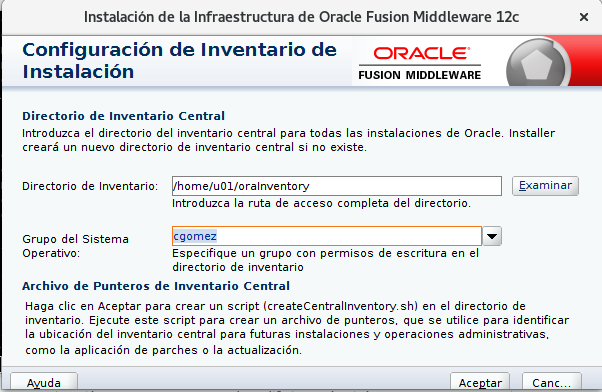 Instalación de la Infraestructura de Oracle Fusion Middleware 12c
Configuración de Inventario de
Instalación
ORACLE
FUSION MIDDLEWARE
Directorio de Inventario Central
Introduzca el directorio del inventario central para todas las instalaciones de Oracle. Installer
creará un nuevo directorio de inventario central si no existe.
Directorio de Inventario: /home/u01/oraInventory Examinar
Introduzca la ruta de acceso completa del directorio.
Grupo del Sistema
Operativo:
cgomez
Especifique un grupo con permisos de escritura en el
directorio de inventario
Archivo de Punteros de Inventario Central
Haga clic en Aceptar para crear un script (createCentralInventory.sh) en el directorio de
inventario. Ejecute este script para crear un archivo de punteros, que se utilice para identificar
la ubicación del inventario central para futuras instalaciones y operaciones administrativas,
como la aplicación de parches o la actualización.
Ayuda Aceptar Canc...